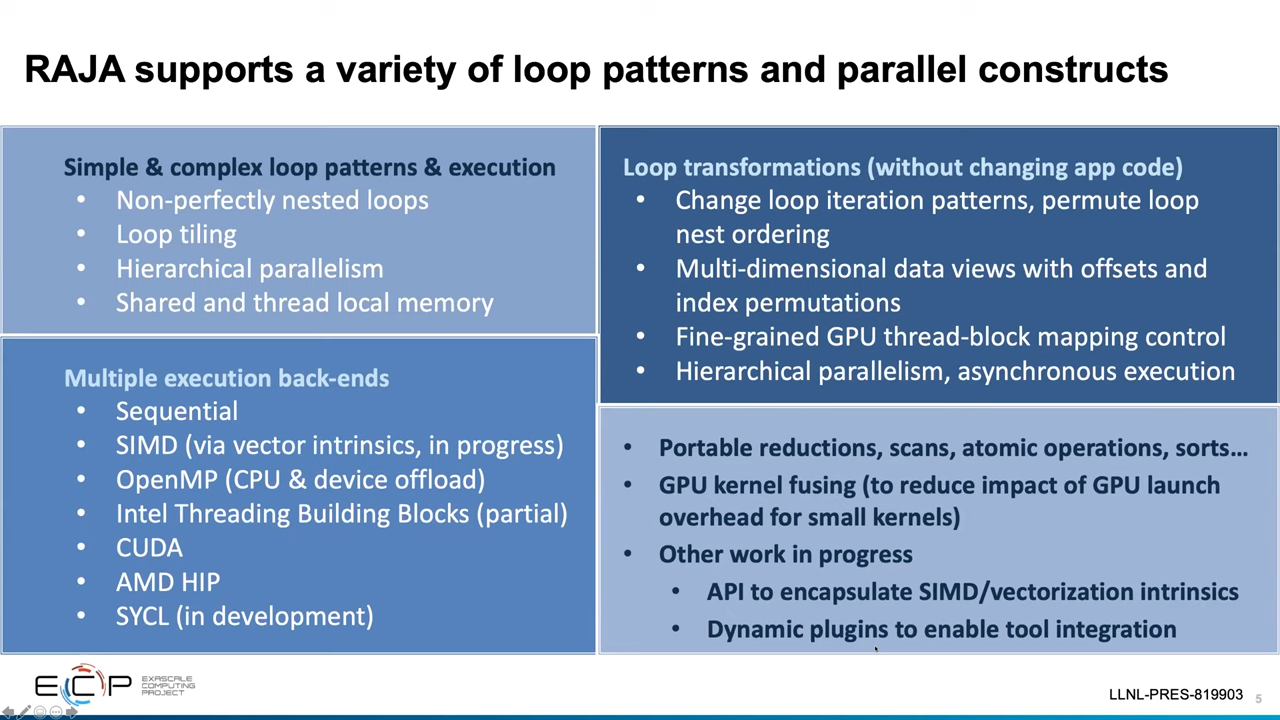 RAJA supports a variety of loop patterns and parallel constructs
Simple & complex loop patterns & execution
• Non-perfectly nested loops
• Loop tiling
• Hierarchical parallelism
• Shared and thread local memory
Multiple execution back-ends
• Sequential
• SIMD (via vector intrinsics, in progress)
• OpenMP (CPU & device offload)
• Intel Threading Building Blocks (partial)
• CUDA
• AMD HIP
• SYCL (in development)
Loop transformations (without changing app code)
• Change loop iteration patterns, permute loop
nest ordering
• Multi-dimensional data views with offsets and
index permutations
• Fine-grained GPU thread-block mapping control
• Hierarchical parallelism, asynchronous execution
• Portable reductions, scans, atomic operations, sorts…
• GPU kernel fusing (to reduce impact of GPU launch
overhead for small kernels)
• Other work in progress
• API to encapsulate SIMD/vectorization intrinsics
• Dynamic plugins to enable tool integration
ECP
EXASCALE
COMPUTING
PROJECT
LLNL-PRES-819903
5